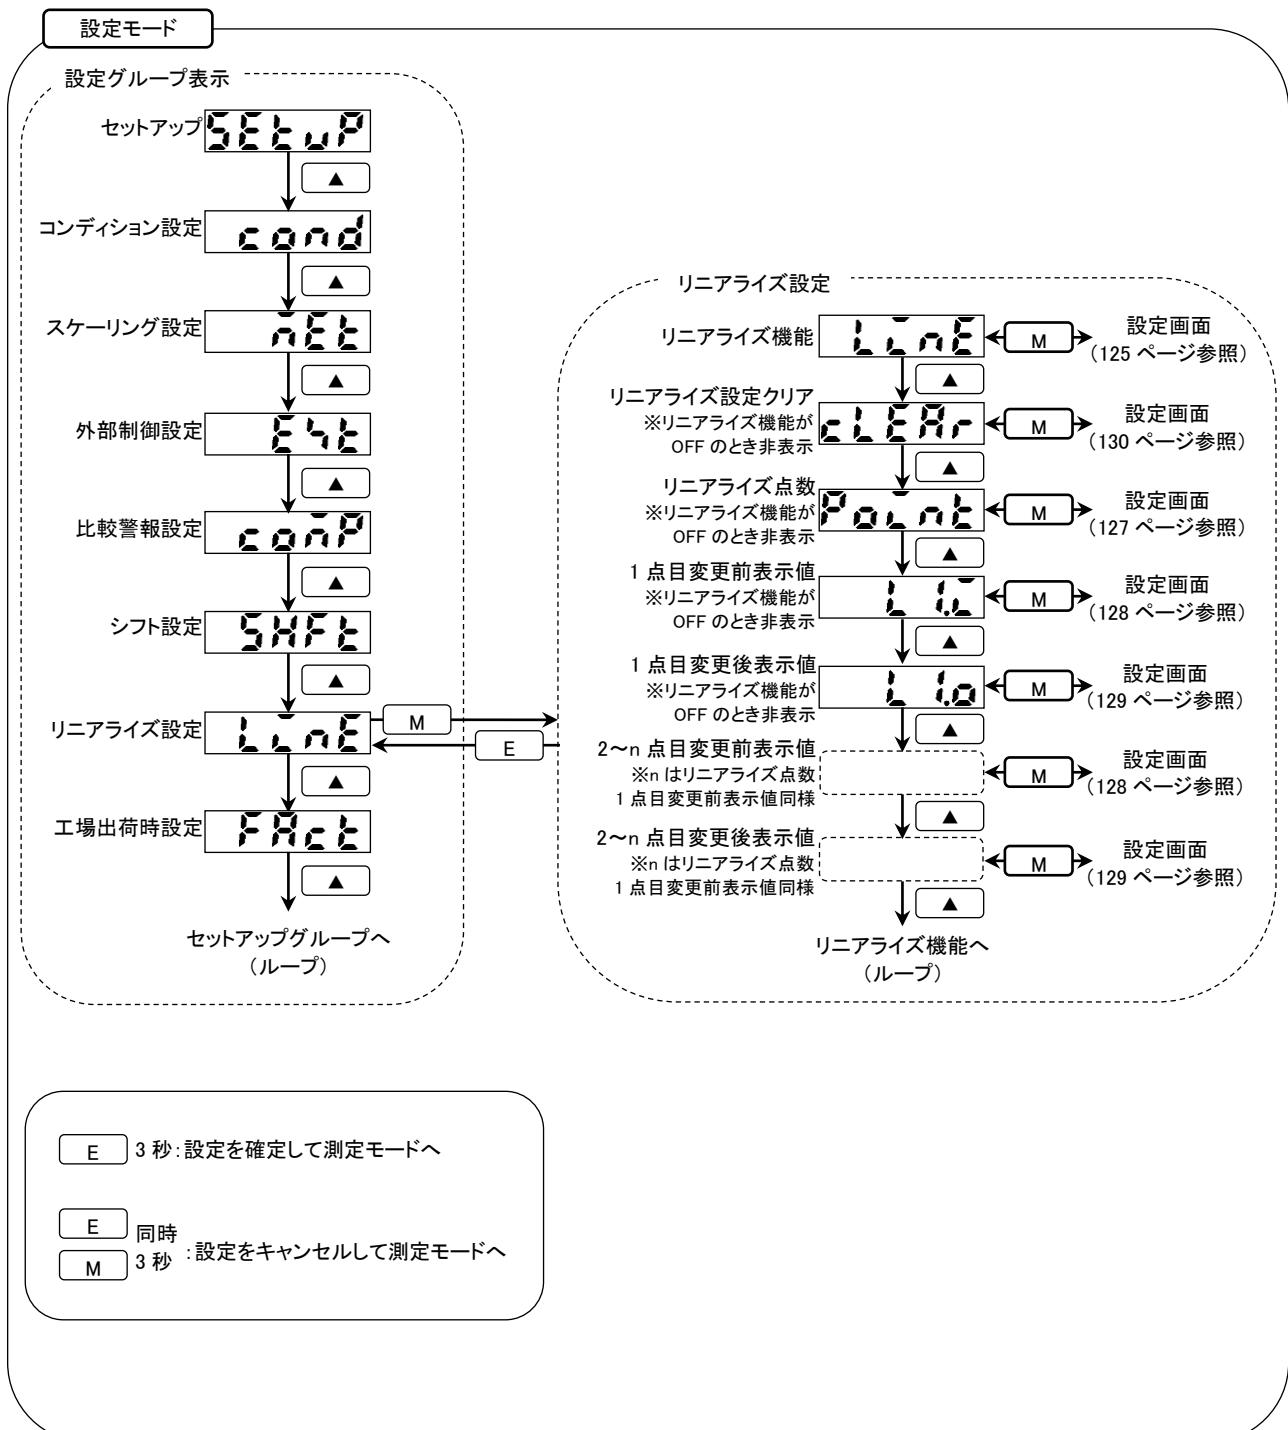 設定モード
設定グループ表示
セットアップ
SEtuP
▲
コンディション設定
cond
▲
スケーリング設定
mEt
▲
外部制御設定
▲
比較警報設定
comP
▲
シフト設定
SHFt
▲
リニアライズ設定
LinE
M
E
▲
工場出荷時設定
FAct
▲
セットアップグループへ
(ループ)
リニアライズ設定
リニアライズ機能
LinE
M
設定画面
(125 ページ参照)
▲
リニアライズ設定クリア
※リニアライズ機能が
OFF のとき非表示
cLEAr
M
設定画面
(130 ページ参照)
▲
リニアライズ点数
※リニアライズ機能が
OFF のとき非表示
Point
M
設定画面
(127 ページ参照)
▲
1 点目変更前表示値
※リニアライズ機能が
OFF のとき非表示
L 1.i
M
設定画面
(128 ページ参照)
▲
1 点目変更後表示値
※リニアライズ機能が
OFF のとき非表示
L 1.o
M
設定画面
(129 ページ参照)
▲
2～n 点目変更前表示値
※n はリニアライズ点数
1 点目変更前表示値同様
M
設定画面
(128 ページ参照)
▲
2～n 点目変更後表示値
※n はリニアライズ点数
1 点目変更前表示値同様
M
設定画面
(129 ページ参照)
▲
リニアライズ機能へ
(ループ)
E 3 秒：設定を確定して測定モードへ
E 同時
M 3 秒 ：設定をキャンセルして測定モードへ